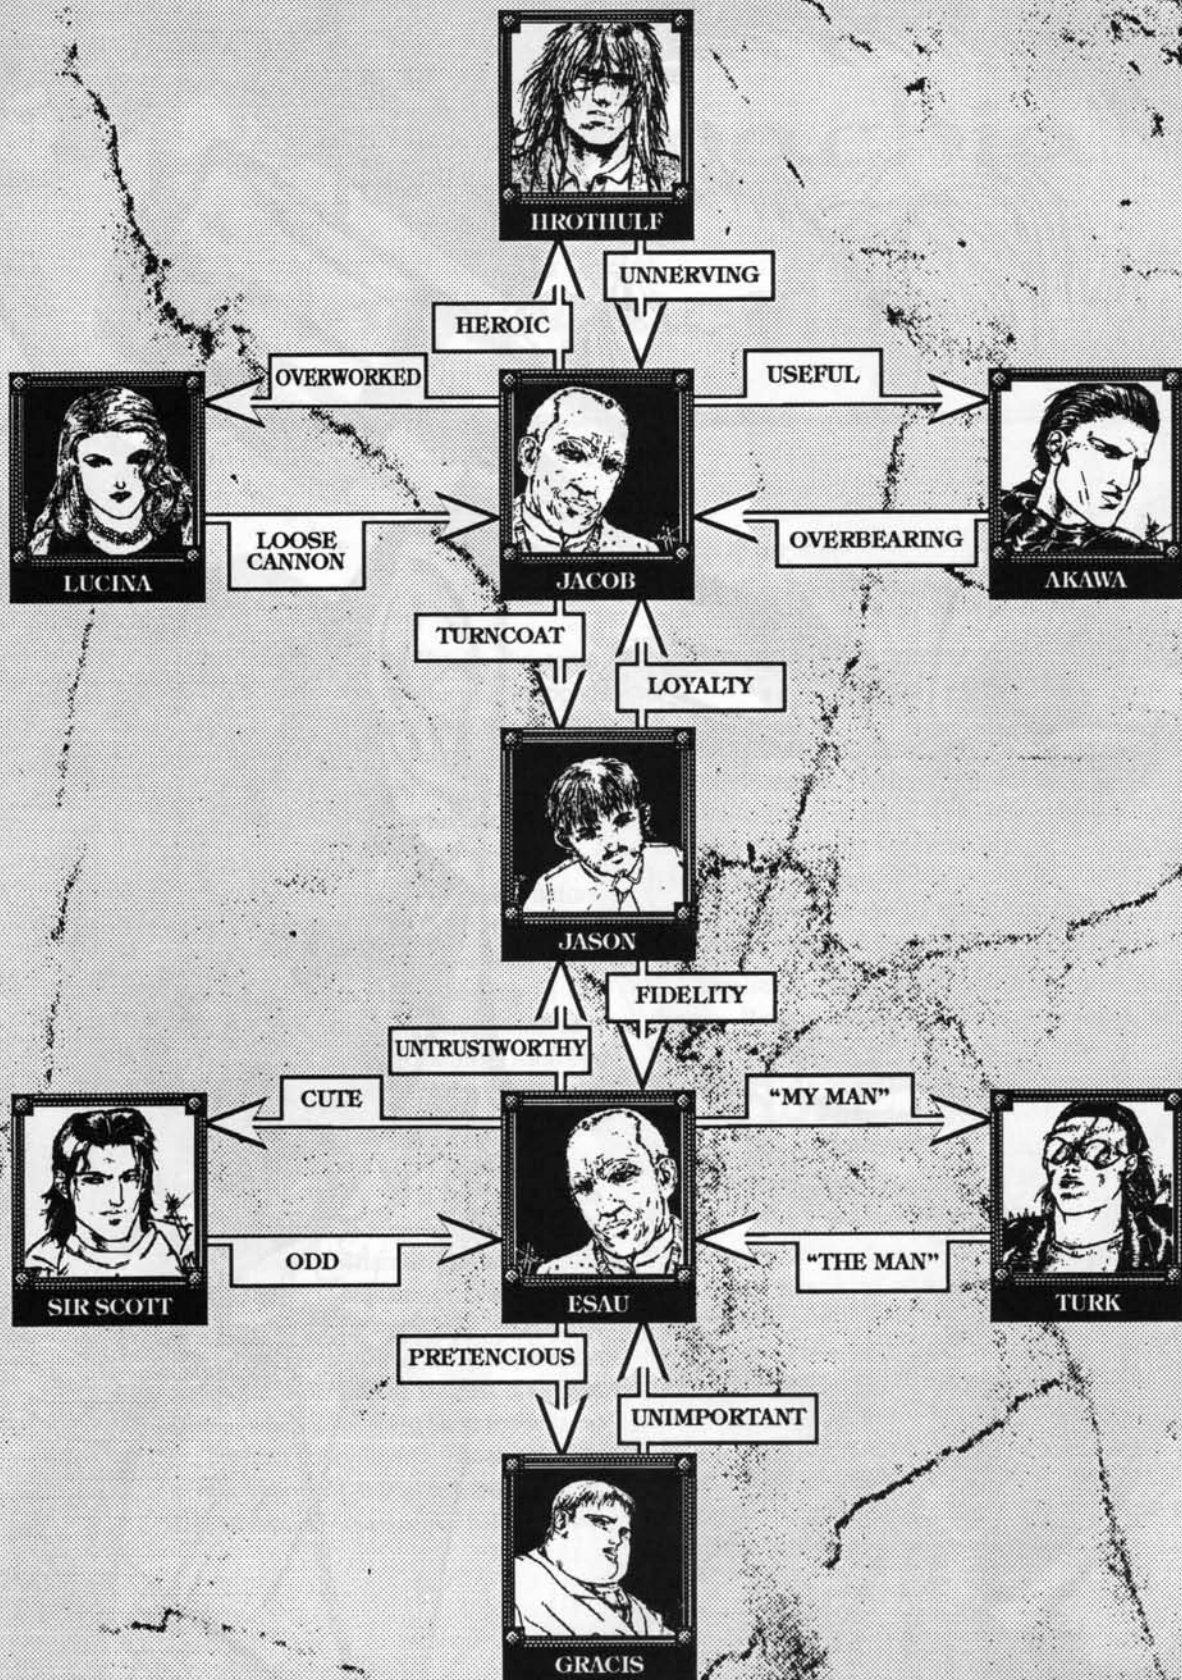 HROTHULF
UNNERVING
HEROIC
OVERWORKED
USEFUL
LOOSE
CANNON
OVERBEARING
LUCINA
JACOB
AKAWA
TURNCOAT
LOYALTY
JASON
FIDELITY
UNTRUSTWORTHY
CUTE
"MY MAN"
ODD
"THE MAN"
SIR SCOTT
ESAU
TURK
PRETENCIOUS
UNIMPORTANT
GRACIS